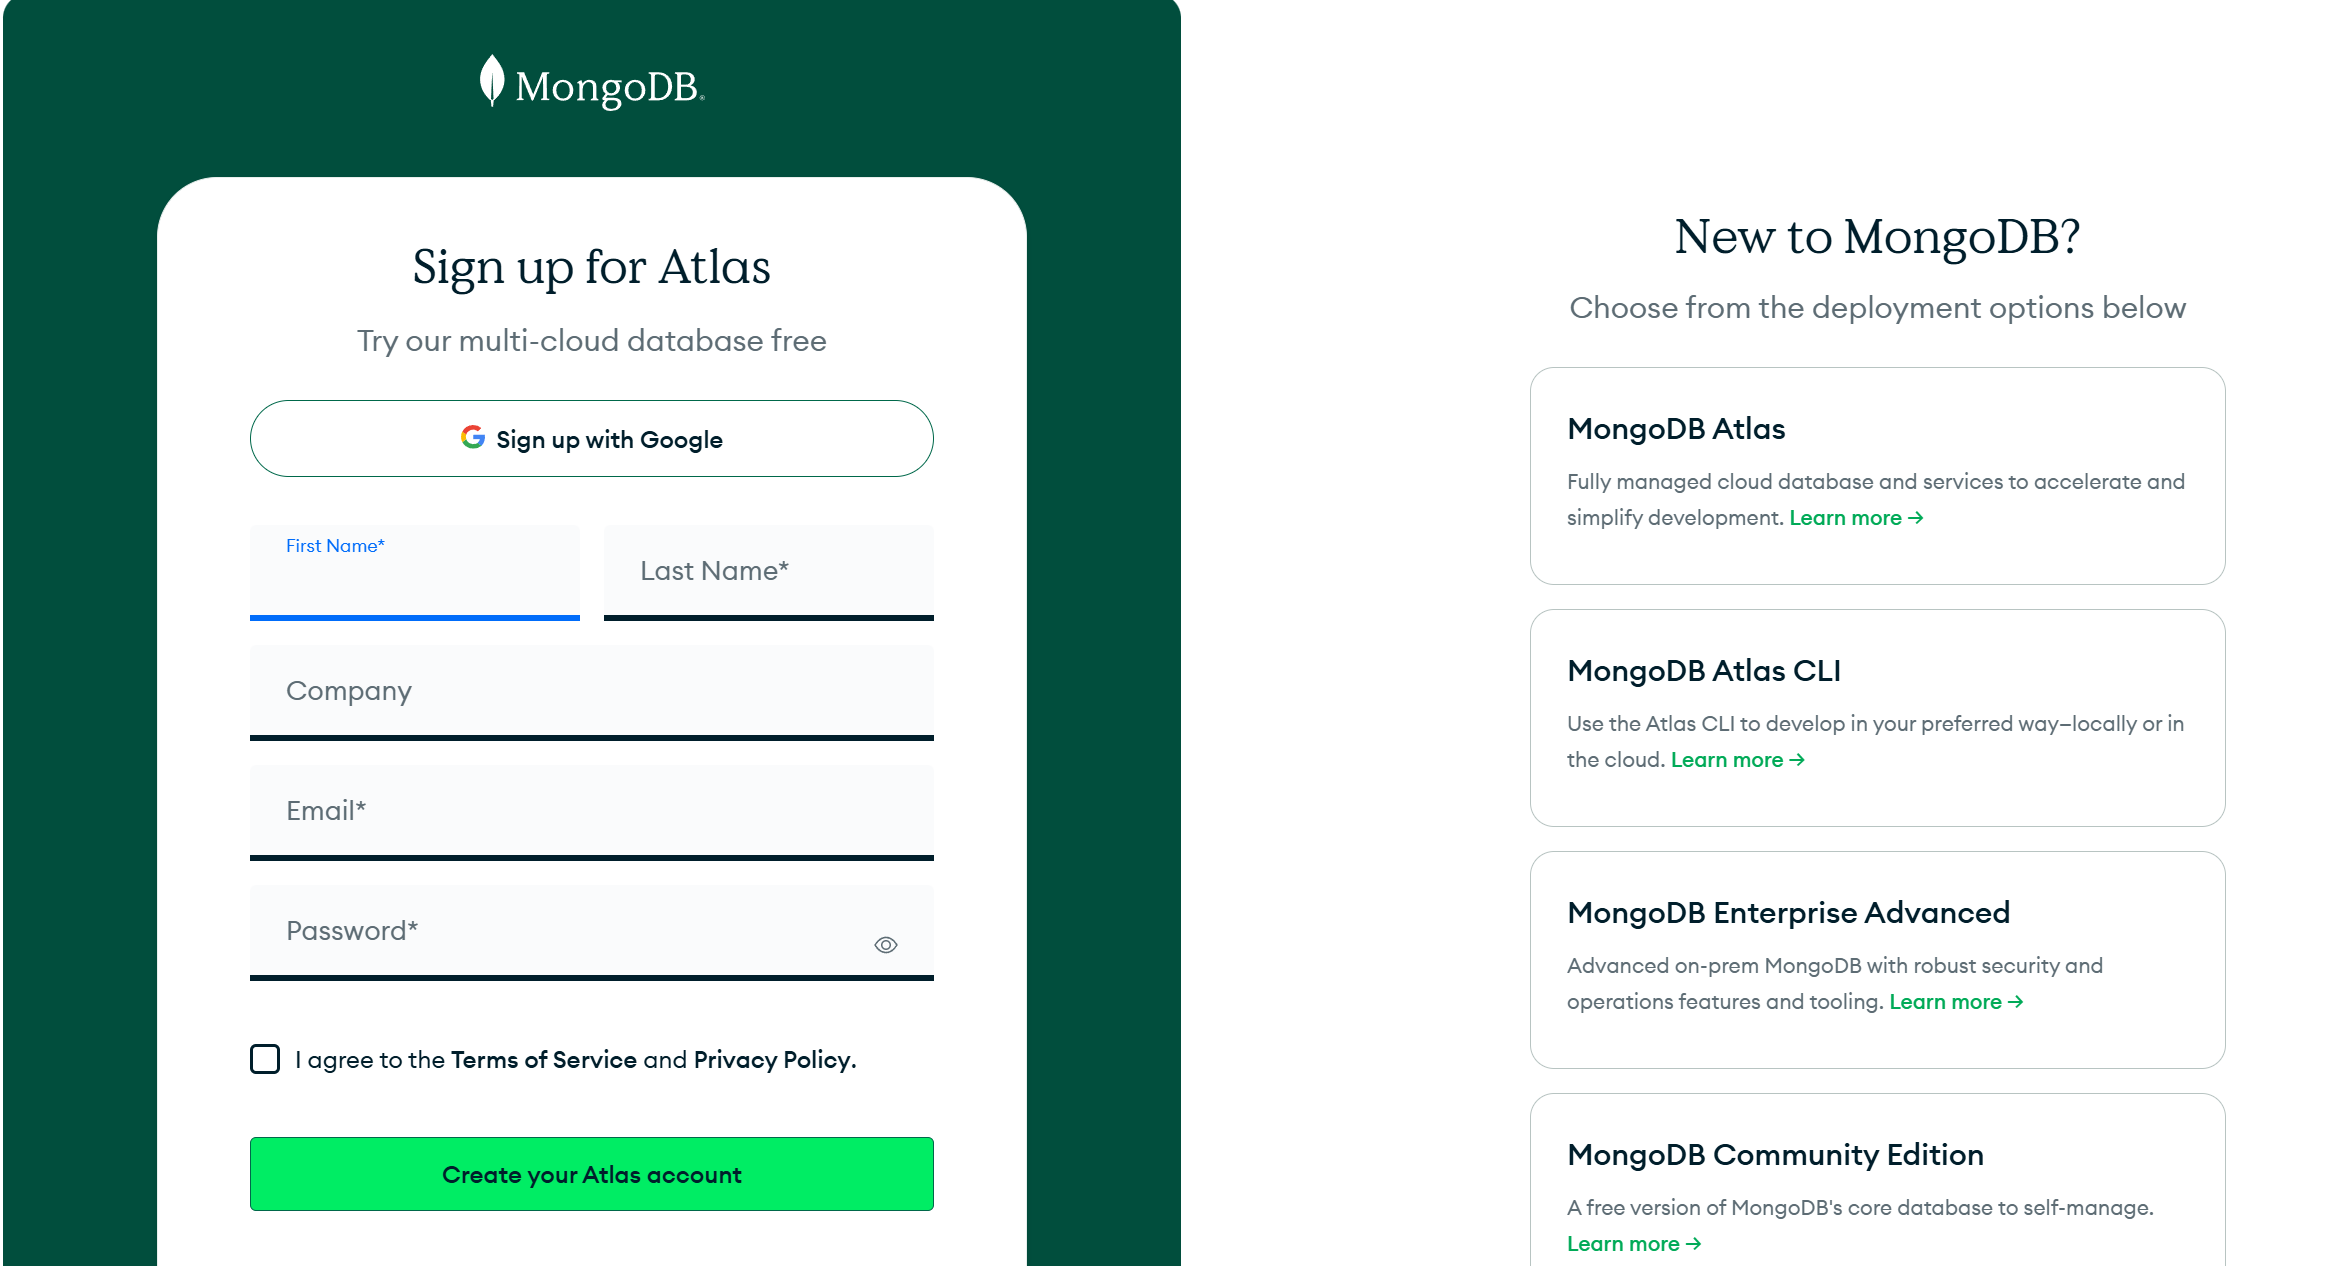 MongoDB®
Sign up for Atlas
Try our multi-cloud database free
Sign up with Google
First Name*
Last Name*
Company
Email*
Password*
I agree to the Terms of Service and Privacy Policy.
Create your Atlas account
New to MongoDB?
Choose from the deployment options below
MongoDB Atlas
Fully managed cloud database and services to accelerate and
simplify development. Learn more →
MongoDB Atlas CLI
Use the Atlas CLI to develop in your preferred way—locally or in
the cloud. Learn more →
MongoDB Enterprise Advanced
Advanced on-prem MongoDB with robust security and
operations features and tooling. Learn more →
MongoDB Community Edition
A free version of MongoDB's core database to self-manage.
Learn more →